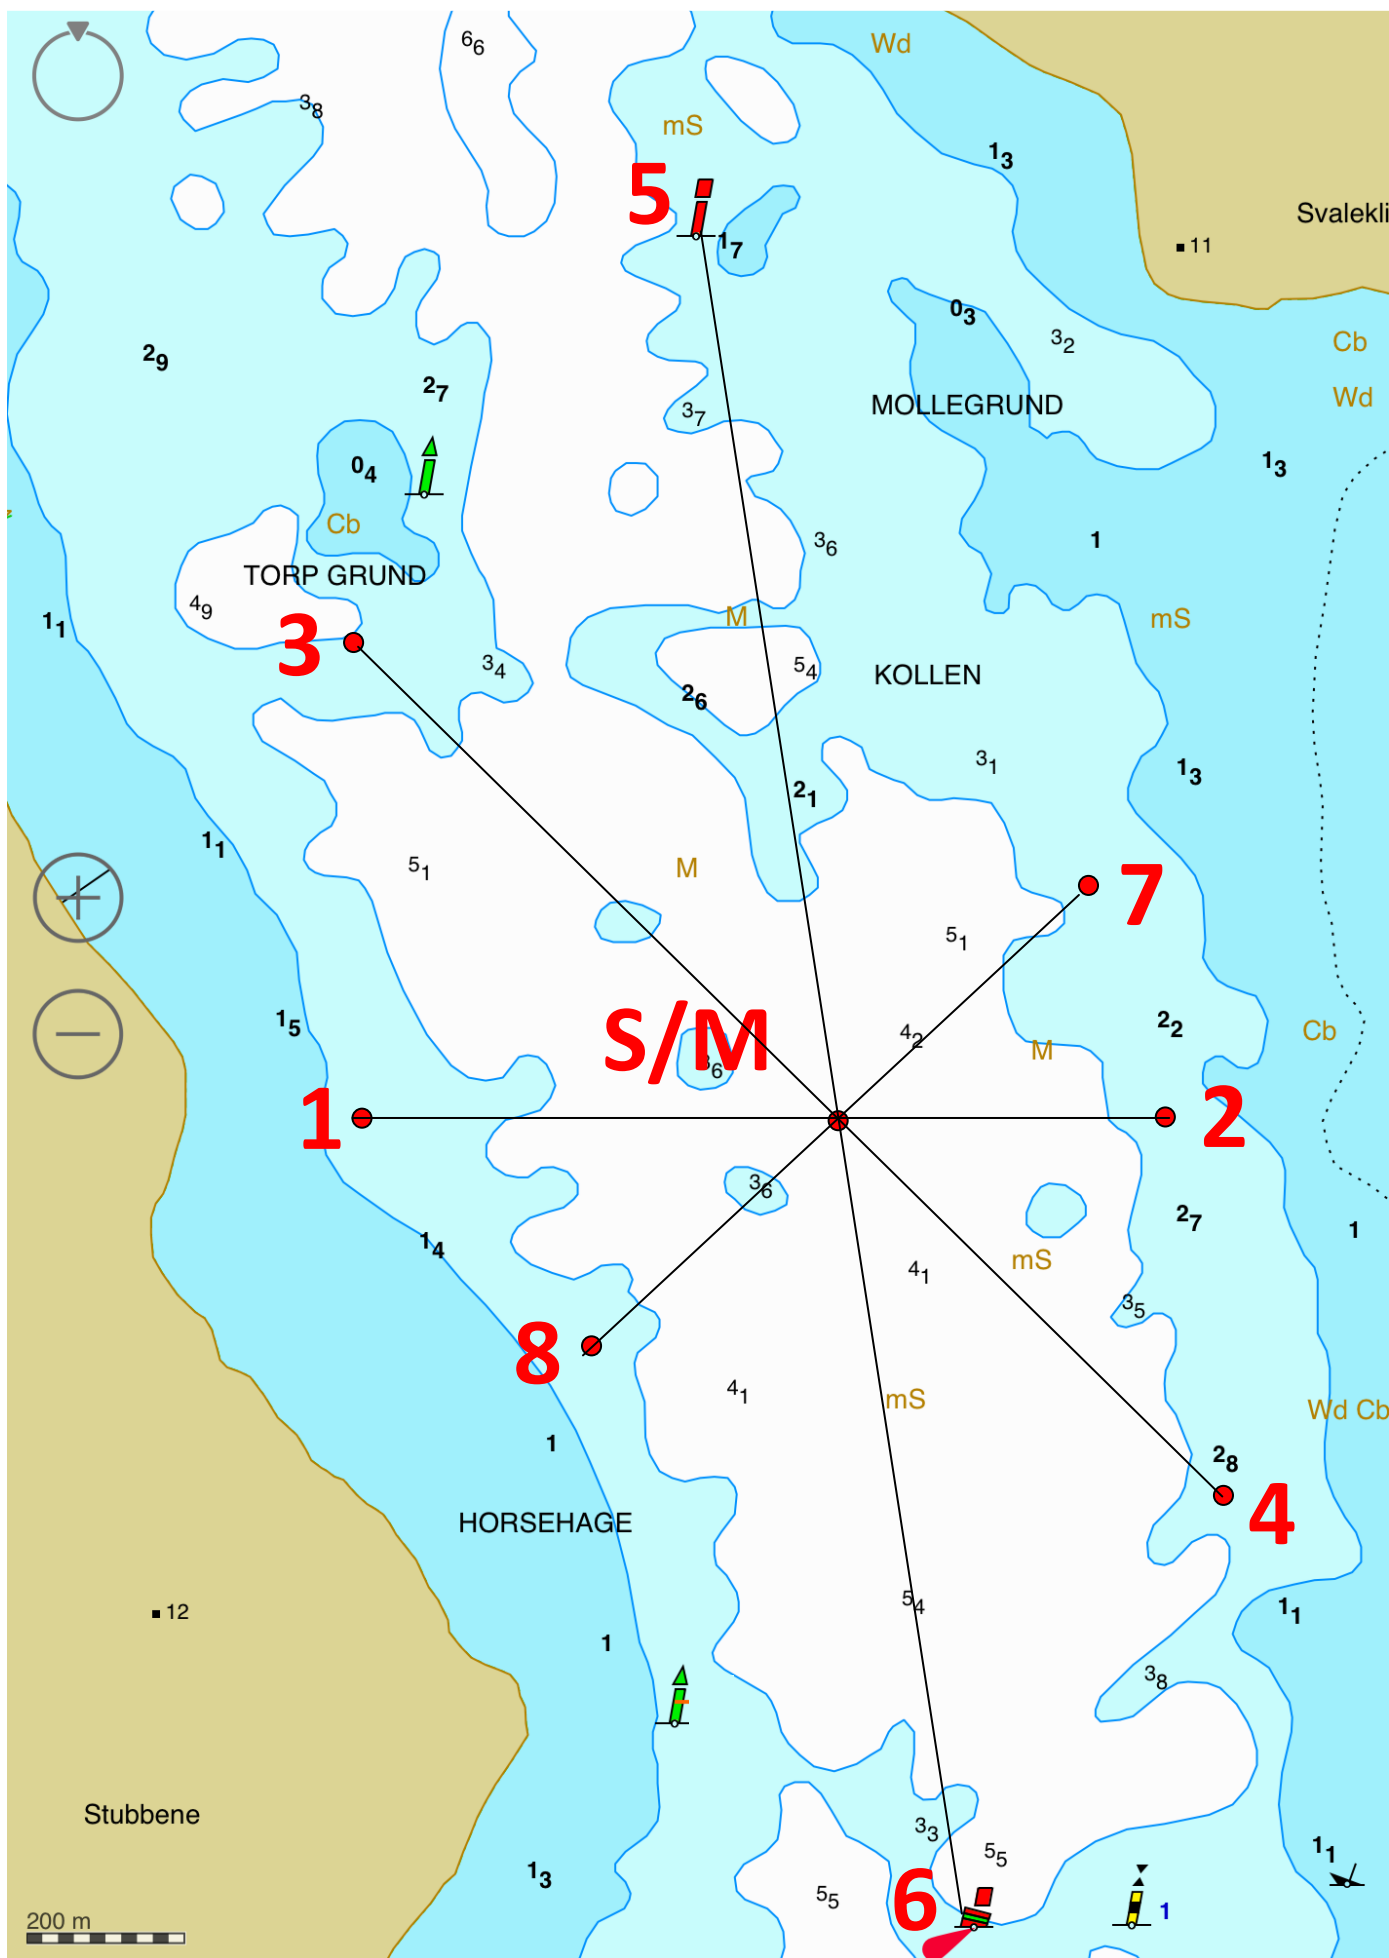 6₆
Wd
3₈
mS
1₃
5
Svalekli
1₇
11
0₃
3₂
Cb
2₉
2₇
Wd
MOLLEGRUND
3₇
0₄
1₃
Cb
3₆
1
TORP GRUND
4₉
M
mS
1₁
3
3₄
5₄
KOLLEN
2₆
3₁
1₃
2₁
1₁
5₁
M
7
5₁
1₅
S/M
4₂
2₂
Cb
M
3₆
1
2
3₆
2₇
1
1₄
mS
4₁
3₅
8
4₁
mS
Wd Cb
1
2₈
HORSEHAGE
4
5₄
1₁
12
1
3₈
Stubbene
3₃
5₅
1₁
1₃
5₅
6
1
200 m